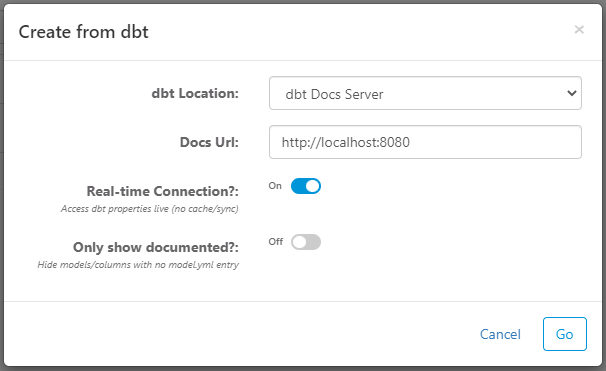 Create from dbt ×
dbt Location: dbt Docs Server
Docs Url: http://localhost:8080
Real-time Connection?: On
Access dbt properties live (no cache/sync)
Only show documented?: Off
Hide models/columns with no model.yml entry
Cancel Go